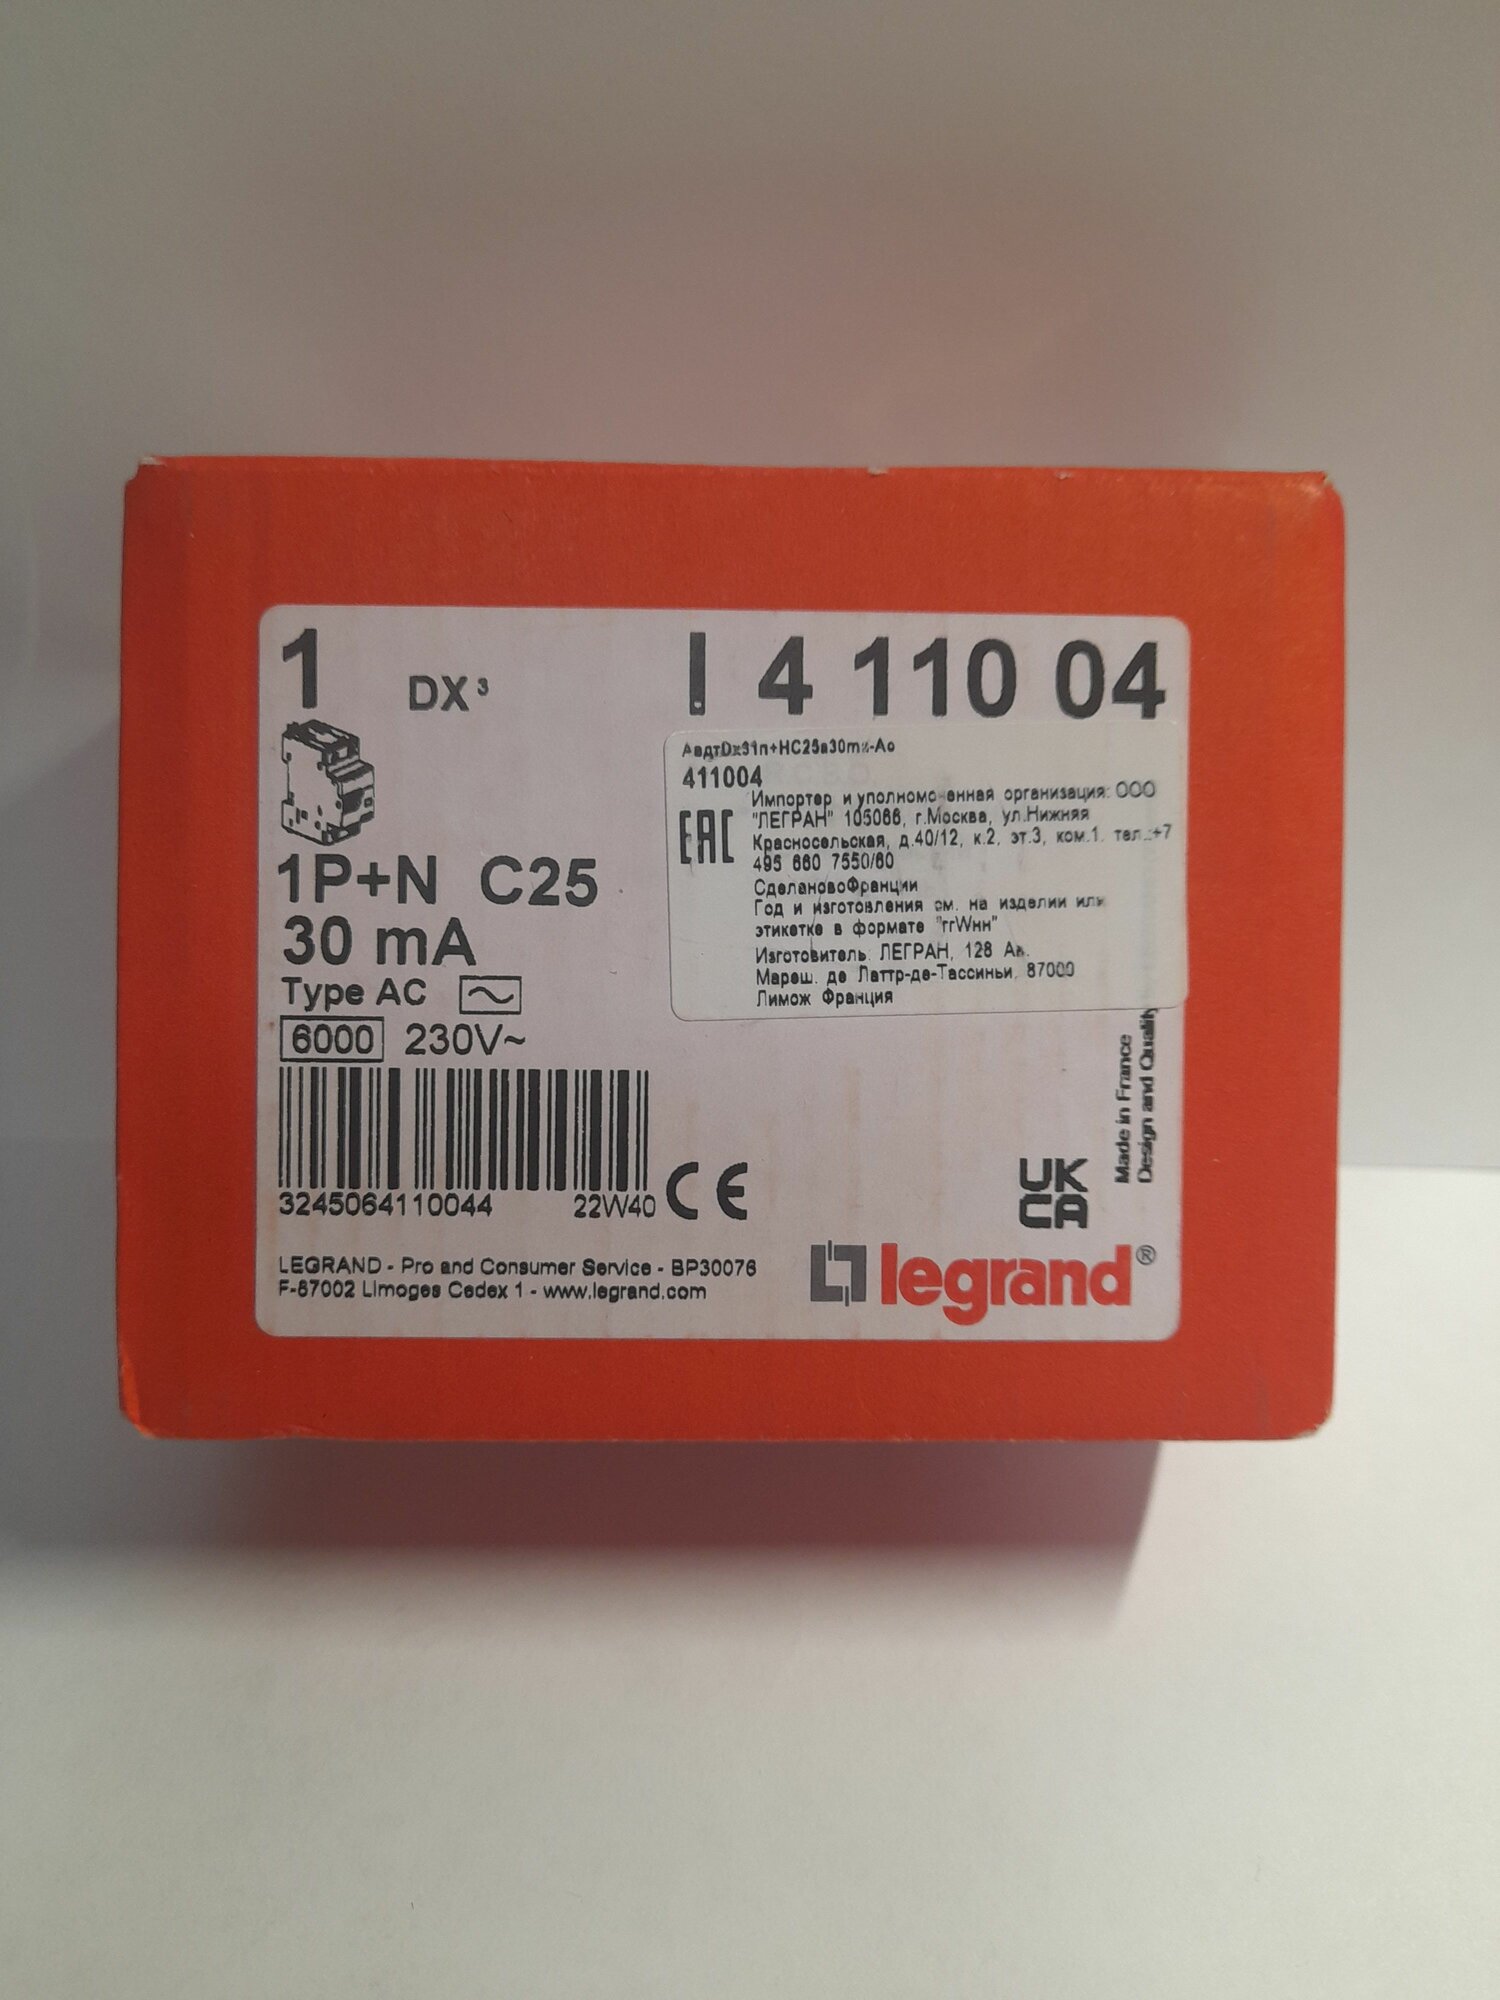 1 DX³ 4 110 04
АвдтDx31п+НС25а30mа-Ас
411004
EAC
Импортер и уполномоченная организация: ООО
"ЛЕГРАН" 105066, г.Москва, ул.Нижняя
Красносельская, д.40/12, к.2, эт.3, ком.1. тел.:+7
495 660 7550/60
СделановоФранции
Год и изготовления см. на изделии или
этикетке в формате "ггWнн"
Изготовитель: ЛЕГРАН, 128 Ав.
Мареш. де Латтр-де-Тассиньи, 87000
Лимож Франция
1P+N C25
30 mA
Type AC
6000 230V~
3245064110044 22W40
CE
UK
CA
Made in France
Design and Quality
LEGRAND - Pro and Consumer Service - BP30076
F-87002 Limoges Cedex 1 - www.legrand.com
legrand®